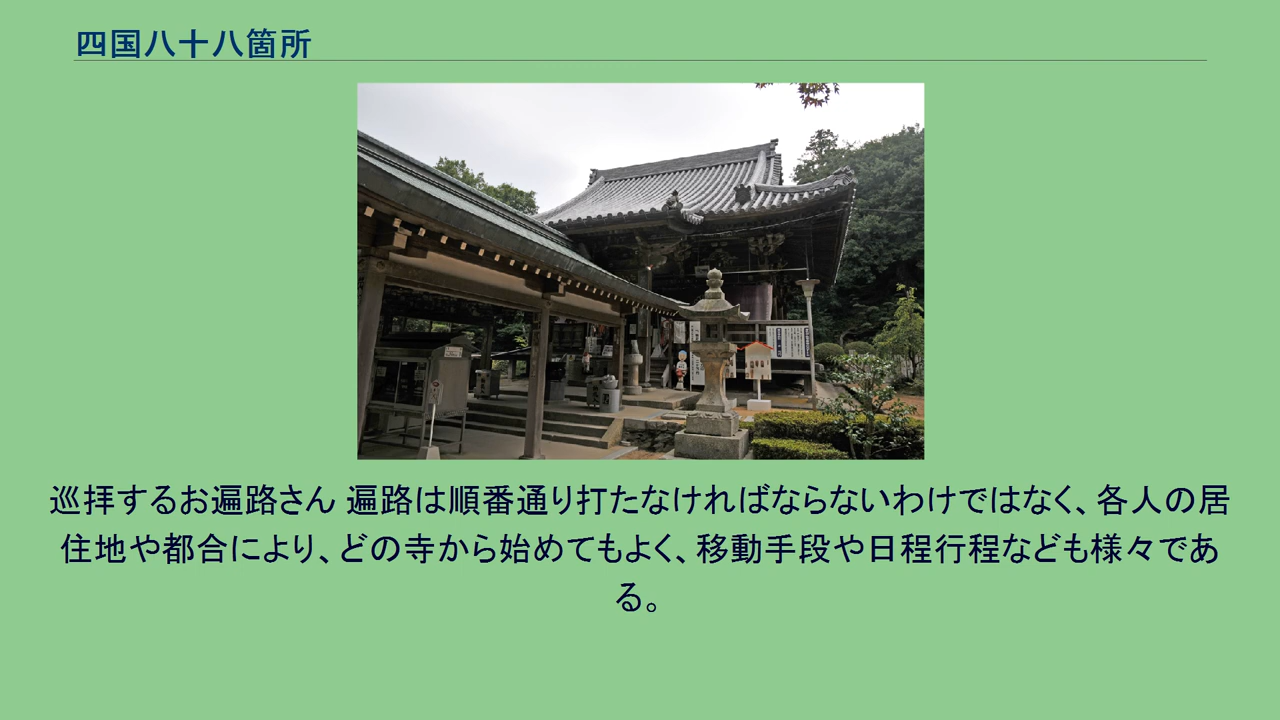 四国八十八箇所
巡拝するお遍路さん 遍路は順番通り打たなければならないわけではなく、各人の居
住地や都合により、どの寺から始めてもよく、移動手段や日程行程なども様々であ
る。